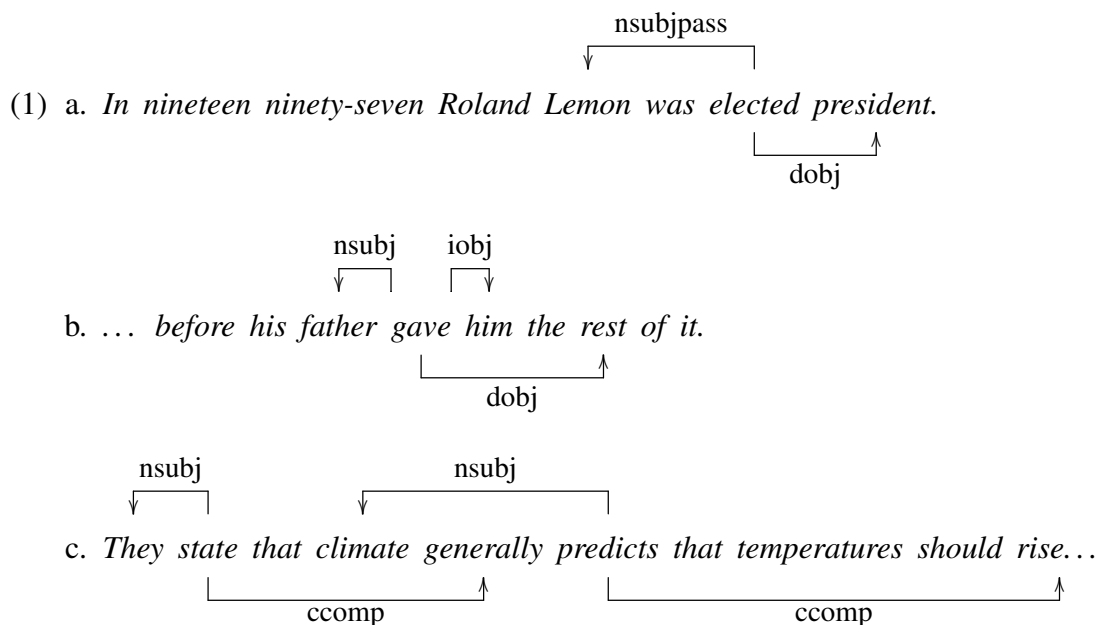 nsubjpass
(1) a. In nineteen ninety-seven Roland Lemon was elected president.
dobj
nsubj iobj
b. ... before his father gave him the rest of it.
dobj
nsubj nsubj
c. They state that climate generally predicts that temperatures should rise...
ccomp ccomp